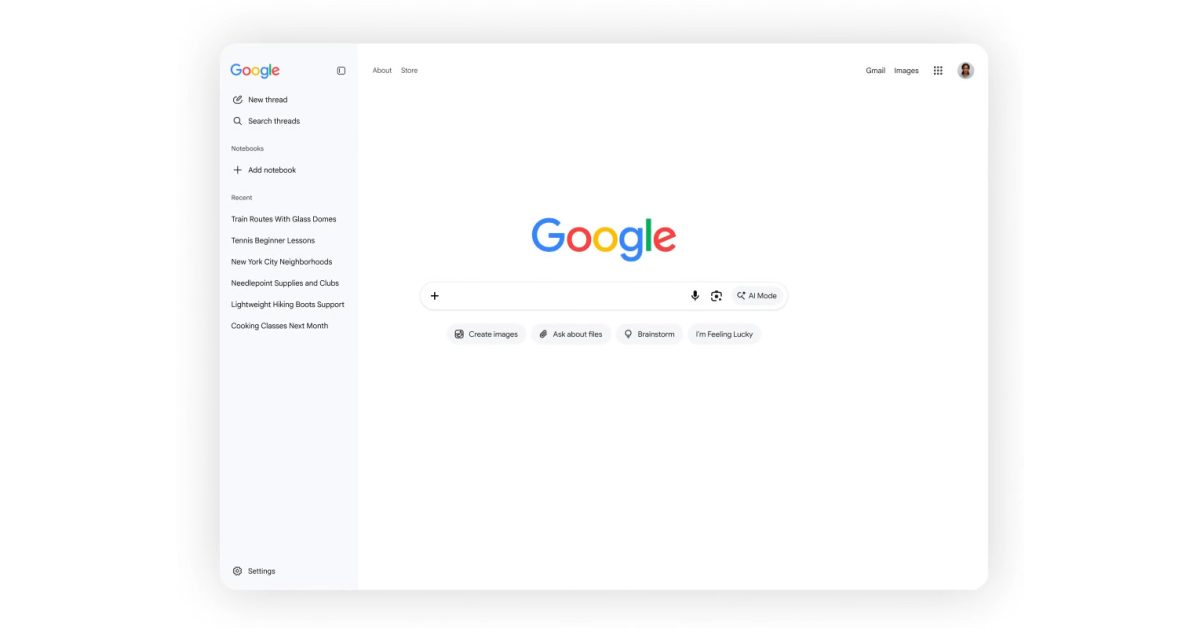 Google
New thread
Search threads
Notebooks
Add notebook
Recent
Train Routes With Glass Domes
Tennis Beginner Lessons
New York City Neighborhoods
Needlepoint Supplies and Clubs
Lightweight Hiking Boots Support
Cooking Classes Next Month
Settings
About Store
Gmail Images
Google
AI Mode
Create images Ask about files Brainstorm I'm Feeling Lucky